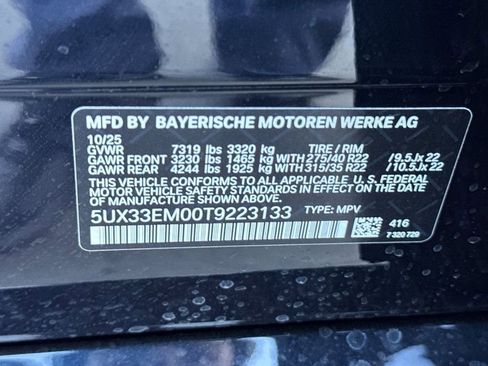 MFD BY BAYERISCHE MOTOREN WERKE AG
10/25
GVWR 7319 lbs 3320 kg TIRE / RIM
GAWR FRONT 3230 lbs 1465 kg WITH 275/40 R22 /9.5Jx22
GAWR REAR 4244 lbs 1925 kg WITH 315/35 R22 /10.5Jx22
THIS VEHICLE CONFORMS TO ALL APPLICABLE U. S. FEDERAL
MOTOR VEHICLE SAFETY STANDARDS IN EFFECT ON THE DATE
OF MANUFACTURE SHOWN ABOVE.
5UX33EM00T9223133 TYPE: MPV
416
7 320 729